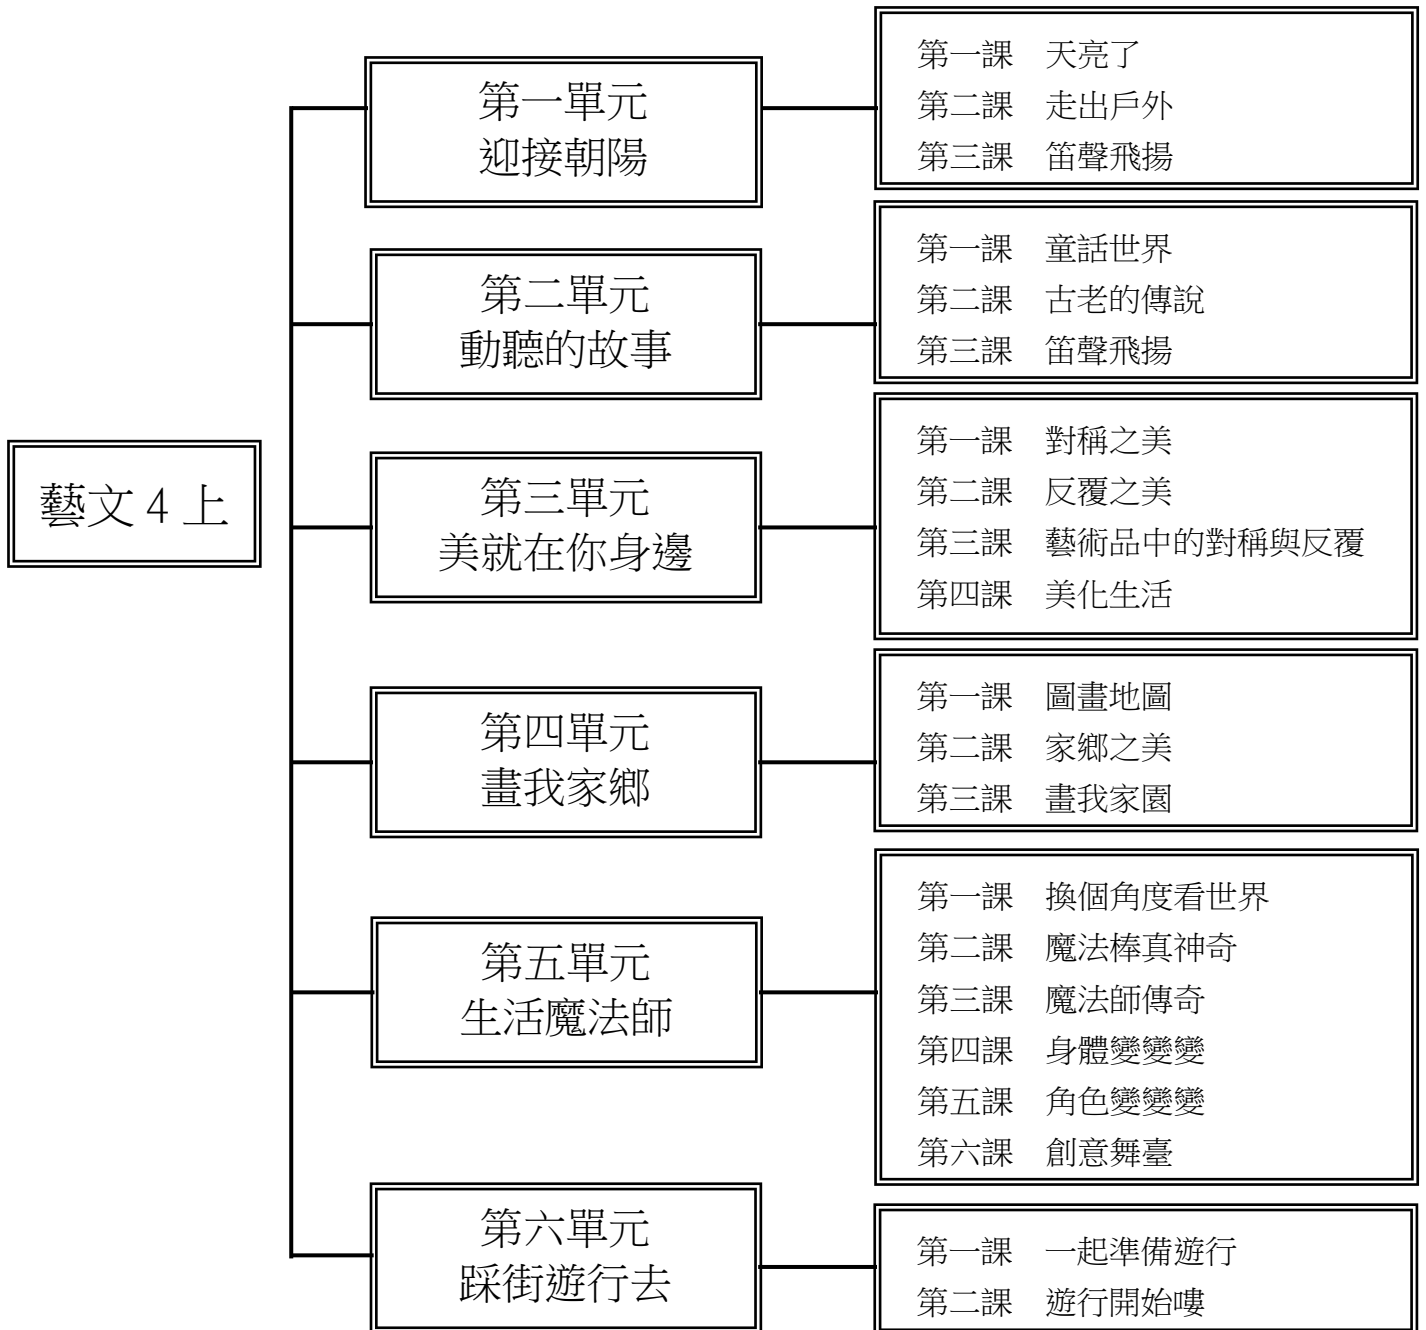 藝文 4 上
第一單元
迎接朝陽
第一課 天亮了
第二課 走出戶外
第三課 笛聲飛揚
第二單元
動聽的故事
第一課 童話世界
第二課 古老的傳說
第三課 笛聲飛揚
第三單元
美就在你身邊
第一課 對稱之美
第二課 反覆之美
第三課 藝術品中的對稱與反覆
第四課 美化生活
第四單元
畫我家鄉
第一課 圖畫地圖
第二課 家鄉之美
第三課 畫我家園
第五單元
生活魔法師
第一課 換個角度看世界
第二課 魔法棒真神奇
第三課 魔法師傳奇
第四課 身體變變變
第五課 角色變變變
第六課 創意舞臺
第六單元
踩街遊行去
第一課 一起準備遊行
第二課 遊行開始嘍